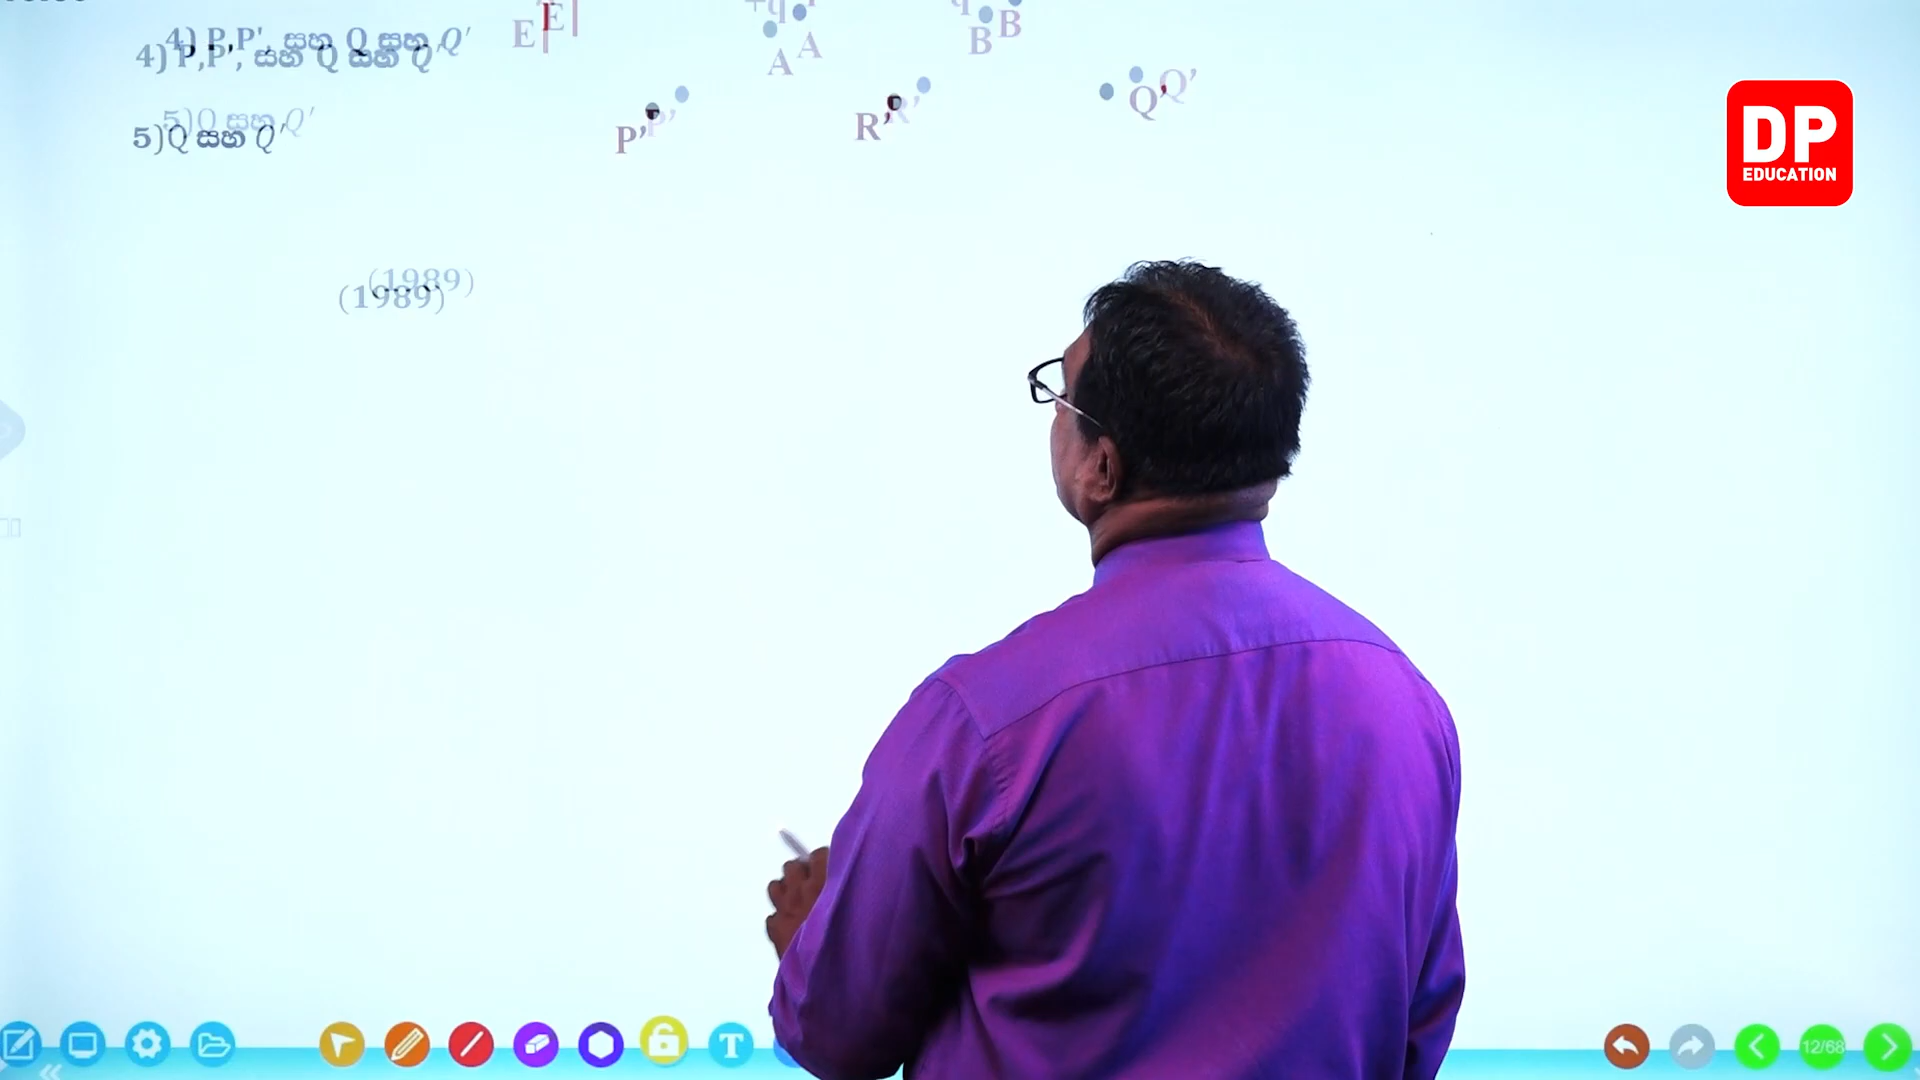 +q q
E A B
4) P,P', සහ Q සහ Q'
P' R' Q'
5)Q සහ Q'
(1989)
DP
EDUCATION
T
12/68